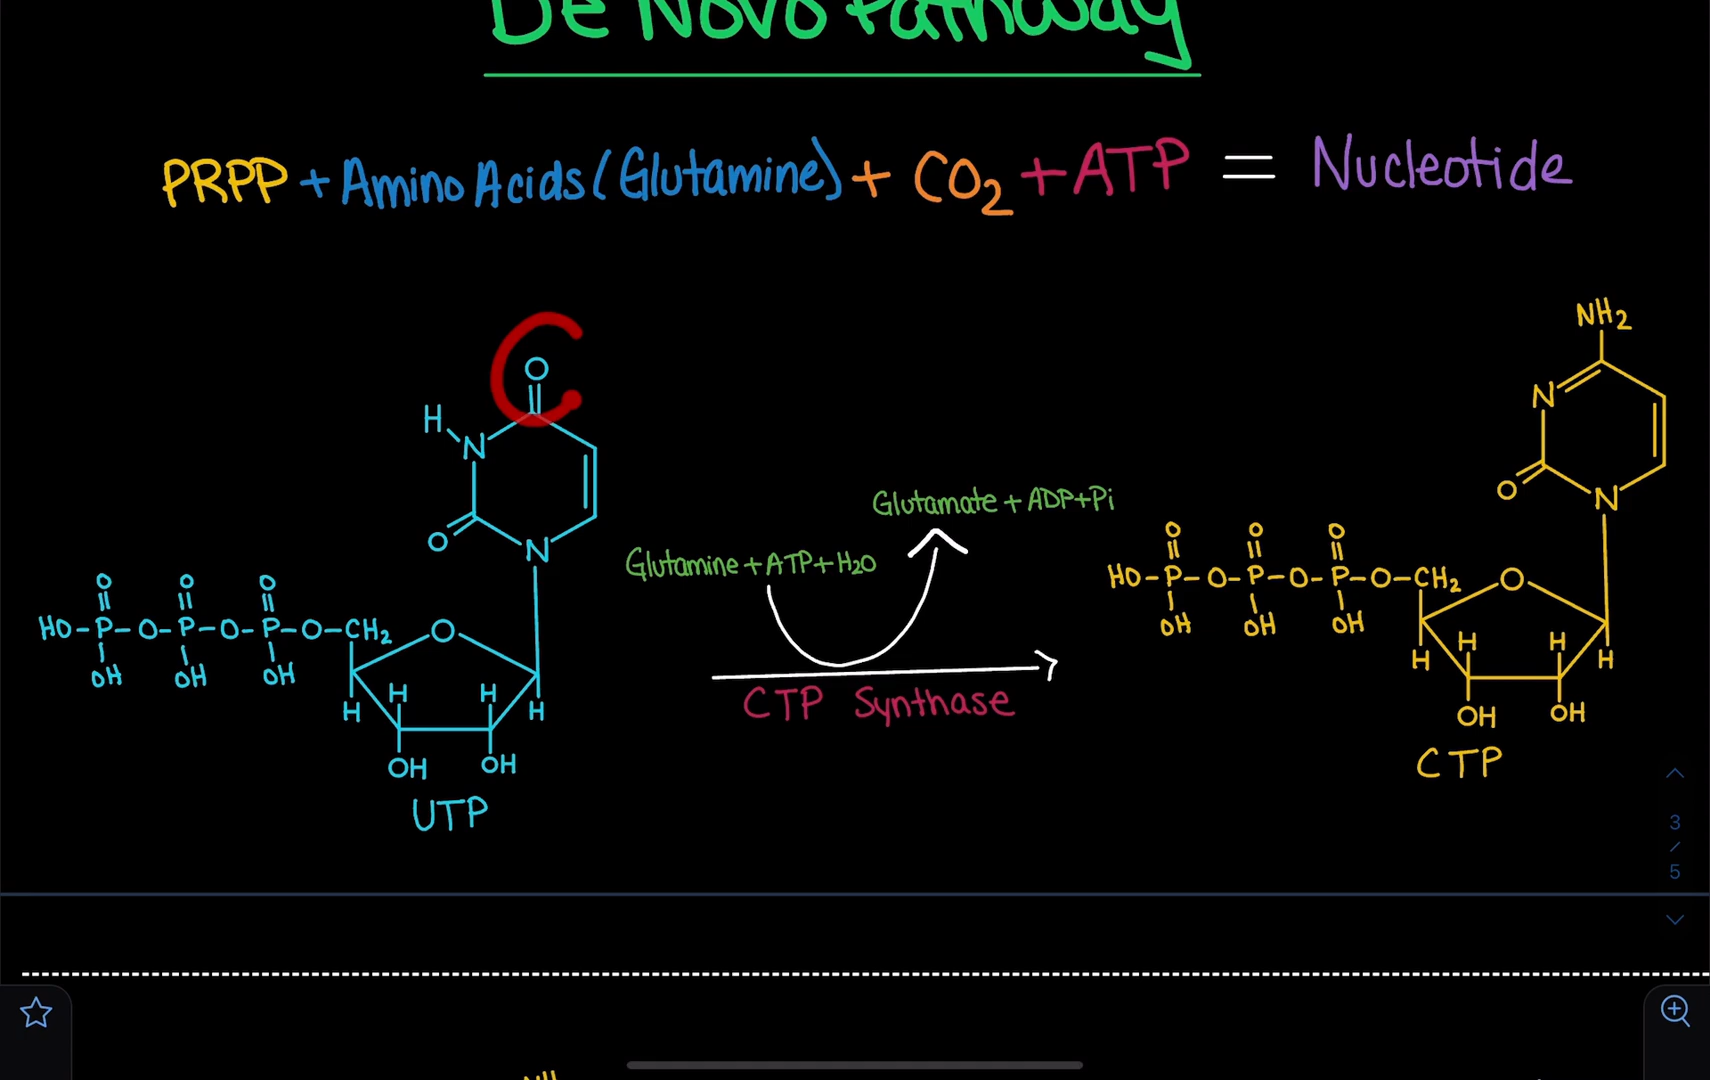 De Novo Pathway
PRPP + Amino Acids (Glutamine) + CO2 + ATP = Nucleotide
NH2
O
N
H
N
O
N
O
N
Glutamate + ADP + Pi
Glutamine + ATP + H2O
O O O
HO-P-O-P-O-P-O-CH2 O
OH OH OH
H H H H
OH OH
CTP
O O O
HO-P-O-P-O-P-O-CH2 O
OH OH OH
H H H H
OH OH
UTP
CTP Synthase
3
/
5